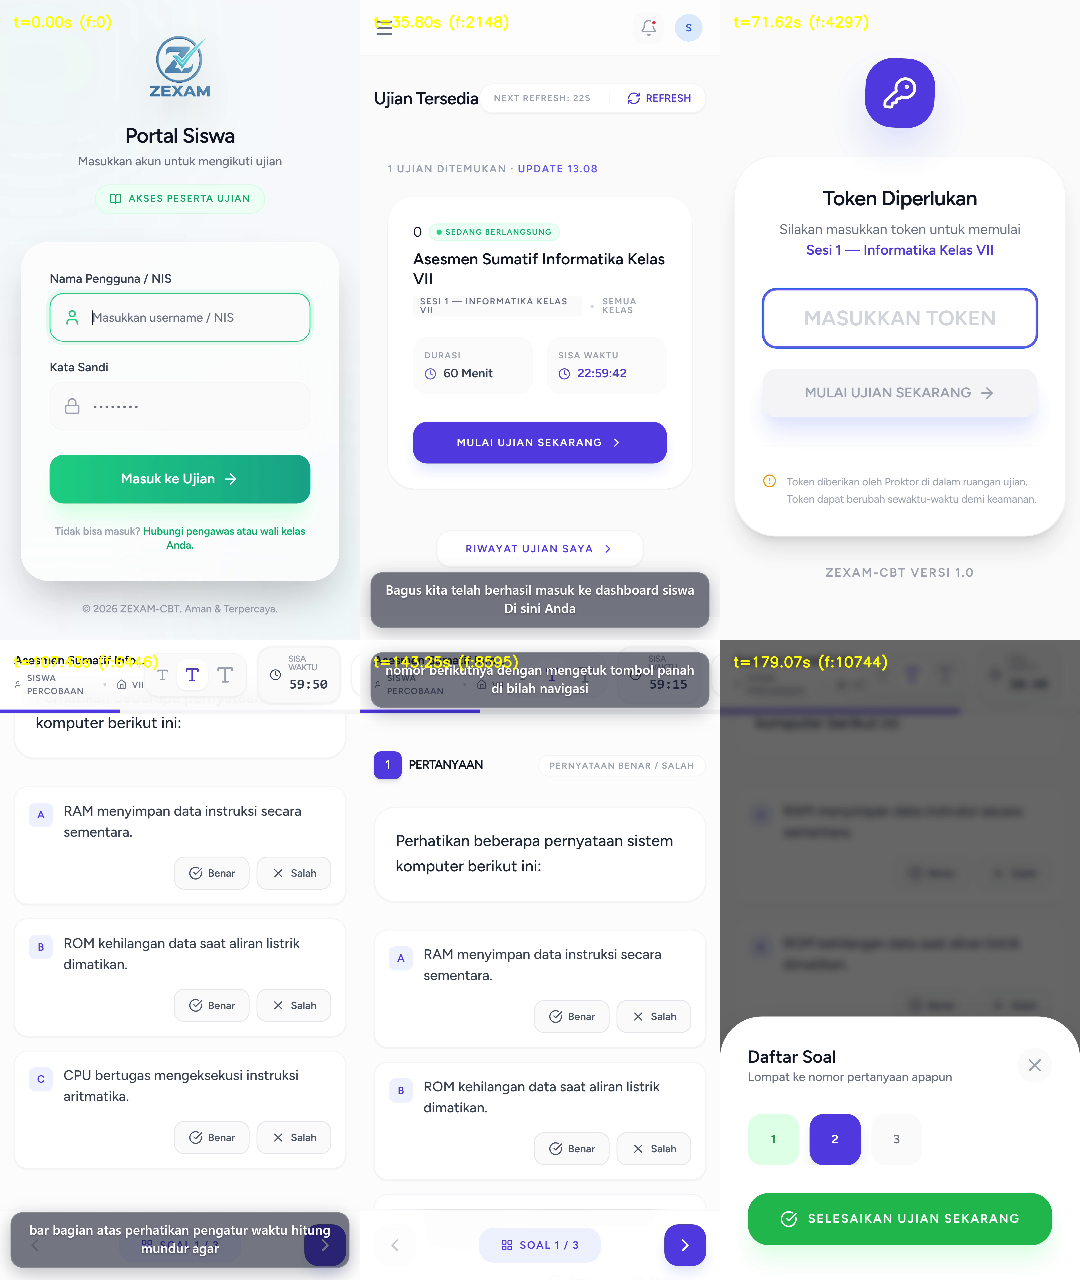 t=0.00s (f:0)
ZEXAM
Portal Siswa
Masukkan akun untuk mengikuti ujian
AKSES PESERTA UJIAN
Nama Pengguna / NIS
Masukkan username / NIS
Kata Sandi
Masuk ke Ujian
Tidak bisa masuk? Hubungi pengawas atau wali kelas
Anda.
© 2026 ZEXAM-CBT. Aman & Terpercaya.
t=35.80s (f:2148)
S
Ujian Tersedia
NEXT REFRESH: 22S
REFRESH
1 UJIAN DITEMUKAN · UPDATE 13.08
0
SEDANG BERLANGSUNG
Asesmen Sumatif Informatika Kelas
VII
SESI 1 — INFORMATIKA KELAS
VII
SEMUA
KELAS
DURASI
60 Menit
SISA WAKTU
22:59:42
MULAI UJIAN SEKARANG
RIWAYAT UJIAN SAYA
Bagus kita telah berhasil masuk ke dashboard siswa
Di sini Anda
t=71.62s (f:4297)
Token Diperlukan
Silakan masukkan token untuk memulai
Sesi 1 — Informatika Kelas VII
MASUKKAN TOKEN
MULAI UJIAN SEKARANG
Token diberikan oleh Proktor di dalam ruangan ujian.
Token dapat berubah sewaktu-waktu demi keamanan.
ZEXAM-CBT VERSI 1.0
Asesmen Sumatif Info
SISWA
PERCOBAAN
VII
T T T
SISA
WAKTU
59:50
komputer berikut ini:
A
RAM menyimpan data instruksi secara
sementara.
Benar
Salah
B
ROM kehilangan data saat aliran listrik
dimatikan.
Benar
Salah
C
CPU bertugas mengeksekusi instruksi
aritmatika.
Benar
Salah
bar bagian atas perhatikan pengatur waktu hitung
mundur agar
SOAL 1 / 3
t=143.25s (f:8595)
nomor berikutnya dengan mengetuk tombol panah
di bilah navigasi
SISWA
PERCOBAAN
59:15
1
PERTANYAAN
PERNYATAAN BENAR / SALAH
Perhatikan beberapa pernyataan sistem
komputer berikut ini:
A
RAM menyimpan data instruksi secara
sementara.
Benar
Salah
B
ROM kehilangan data saat aliran listrik
dimatikan.
Benar
Salah
SOAL 1 / 3
t=179.07s (f:10744)
komputer berikut ini:
Daftar Soal
Lompat ke nomor pertanyaan apapun
1
2
3
SELESAIKAN UJIAN SEKARANG